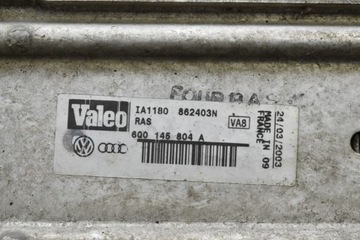 Valeo
IA1180 862403N
RAS
VA8
6Q0 145 804 A
24/03/2003
MADE IN 09
FRANCE